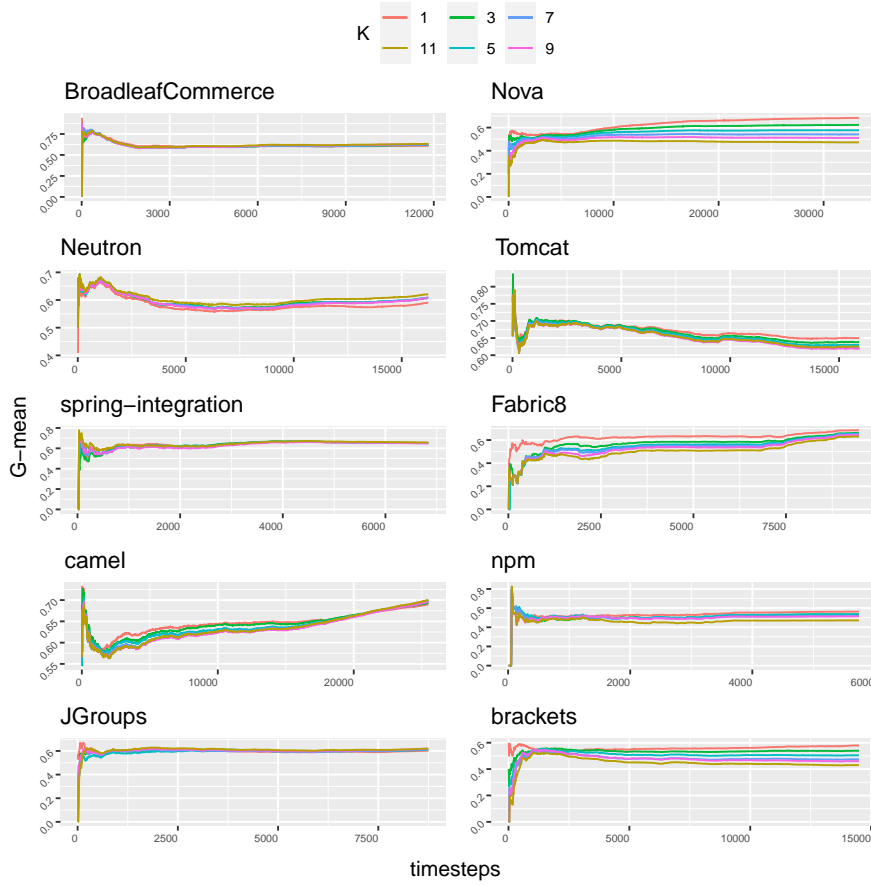 K 1 3 7
11 5 9
BroadleafCommerce
0.00 0.25 0.50 0.75
0 3000 6000 9000 12000
Nova
0.0 0.2 0.4 0.6
0 10000 20000 30000
Neutron
0.4 0.5 0.6 0.7
0 5000 10000 15000
Tomcat
0.60 0.65 0.70 0.75 0.80
0 5000 10000 15000
G−mean
spring−integration
0.0 0.2 0.4 0.6 0.8
0 2000 4000 6000
Fabric8
0.0 0.2 0.4 0.6
0 2500 5000 7500
camel
0.55 0.60 0.65 0.70
0 10000 20000
npm
0.0 0.2 0.4 0.6 0.8
0 2000 4000 6000
JGroups
0.0 0.2 0.4 0.6
0 2500 5000 7500
brackets
0.0 0.2 0.4 0.6
0 5000 10000 15000
timesteps